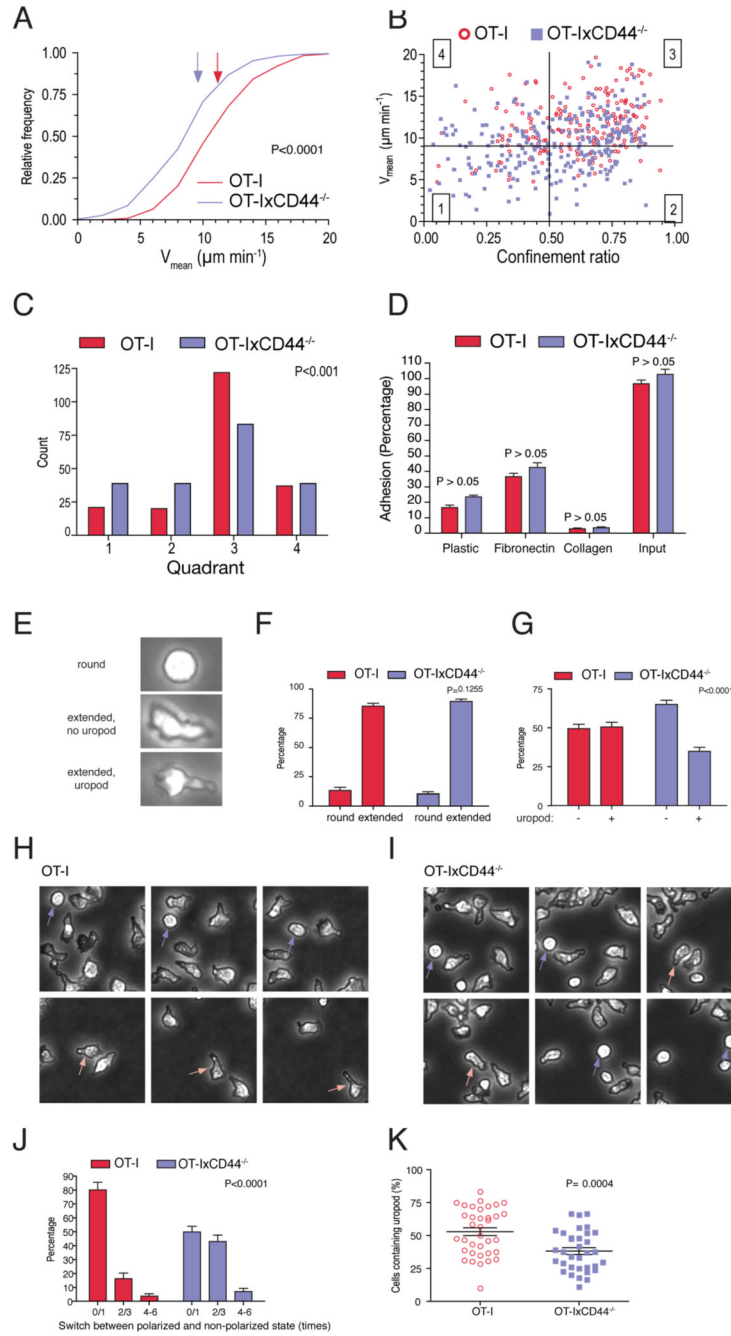 A
1.00
0.75
0.50
0.25
0.00
Relative frequency
P<0.0001
OT-I
OT-IxCD44-/-
0 5 10 15 20
Vmean (µm min-1)
B
OT-I OT-IxCD44-/-
4 3
20
15
10
5
0
Vmean (µm min-1)
1 2
0.00 0.25 0.50 0.75 1.00
Confinement ratio
C
OT-I OT-IxCD44-/-
P<0.001
125
100
75
50
25
0
Count
1 2 3 4
Quadrant
D
OT-I OT-IxCD44-/-
P > 0.05
P > 0.05
P > 0.05
P > 0.05
100
90
80
70
60
50
40
30
20
10
0
Adhesion (Percentage)
Plastic Fibronectin Collagen Input
E
round
extended,
no uropod
extended,
uropod
F
OT-I OT-IxCD44-/-
P=0.1255
100
75
50
25
0
Percentage
round extended round extended
G
OT-I OT-IxCD44-/-
P<0.0001
75
50
25
0
Percentage
uropod: - + - +
H
OT-I
I
OT-IxCD44-/-
J
OT-I OT-IxCD44-/-
P<0.0001
90
80
70
60
50
40
30
20
10
0
Percentage
0/1 2/3 4-6 0/1 2/3 4-6
Switch between polarized and non-polarized state (times)
K
P= 0.0004
100
75
50
25
0
Cells containing uropod (%)
OT-I OT-IxCD44-/-